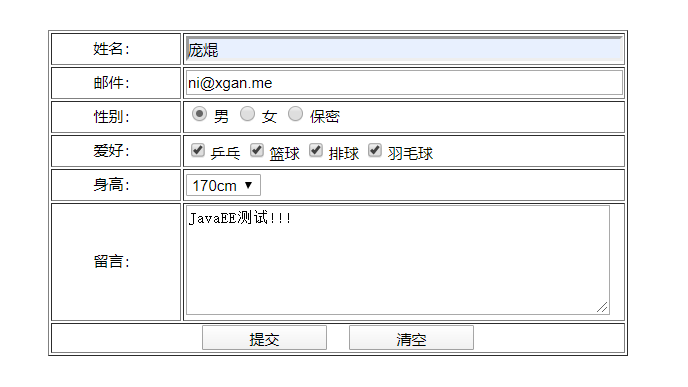 姓名: 庞焜
邮件: ni@xgan.me
性别: 男 女 保密
爱好: 乒乓 篮球 排球 羽毛球
身高: 170cm
留言: JavaEE测试!!!
提交 清空